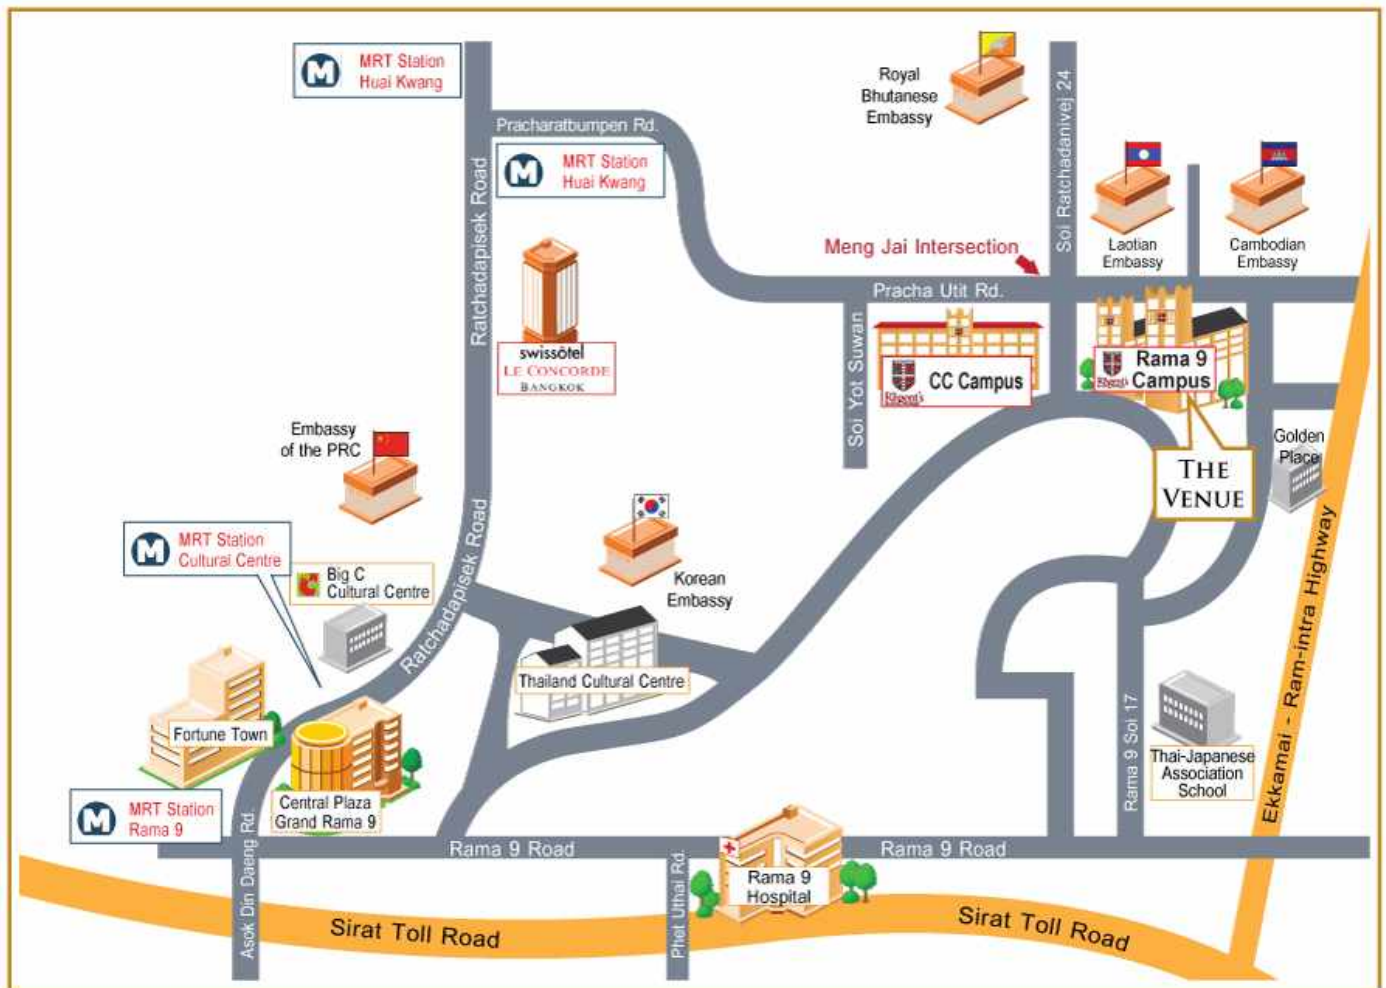 MRT Station
Huai Kwang
Pracharatbumpen Rd.
MRT Station
Huai Kwang
Ratchadapisek Road
Royal
Bhutanese
Embassy
Soi Ratchadanivej 24
Laotian
Embassy
Cambodian
Embassy
Meng Jai Intersection
Pracha Utit Rd.
swissôtel
LE CONCORDE
BANGKOK
Soi Yot Suwan
Regent's
CC Campus
Regent's
Rama 9
Campus
THE
VENUE
Golden
Place
Embassy
of the PRC
MRT Station
Cultural Centre
Big C
Cultural Centre
Ratchadapisek Road
Korean
Embassy
Thailand Cultural Centre
Fortune Town
Central Plaza
Grand Rama 9
MRT Station
Rama 9
Asok Din Daeng Rd.
Rama 9 Road
Phet Uthai Rd.
Rama 9
Hospital
Rama 9 Road
Rama 9 Soi 17
Thai-Japanese
Association
School
Ekkamai - Ram-intra Highway
Sirat Toll Road
Sirat Toll Road